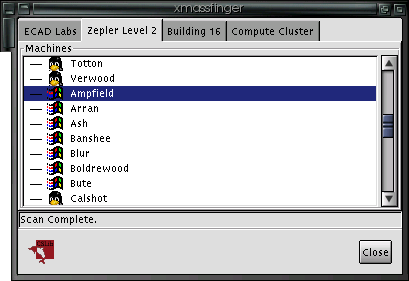 xmassfinger
ECAD Labs
Zepler Level 2
Building 16
Compute Cluster
Machines
Totton
Verwood
Ampfield
Arran
Ash
Banshee
Blur
Boldrewood
Bute
Calshot
Scan Complete.
Close